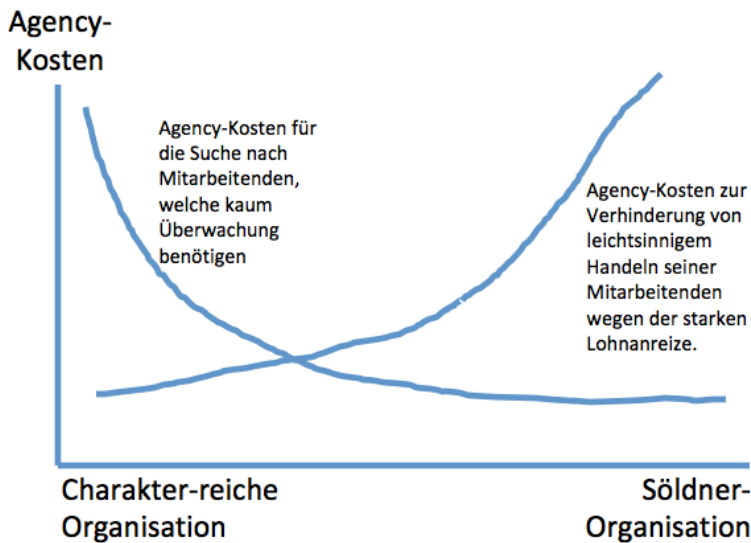 Agency-
Kosten
Agency-Kosten für
die Suche nach
Mitarbeitenden,
welche kaum
Überwachung
benötigen
Agency-Kosten zur
Verhinderung von
leichtsinnigem
Handeln seiner
Mitarbeitenden
wegen der starken
Lohnanreize.
Charakter-reiche
Organisation
Söldner-
Organisation